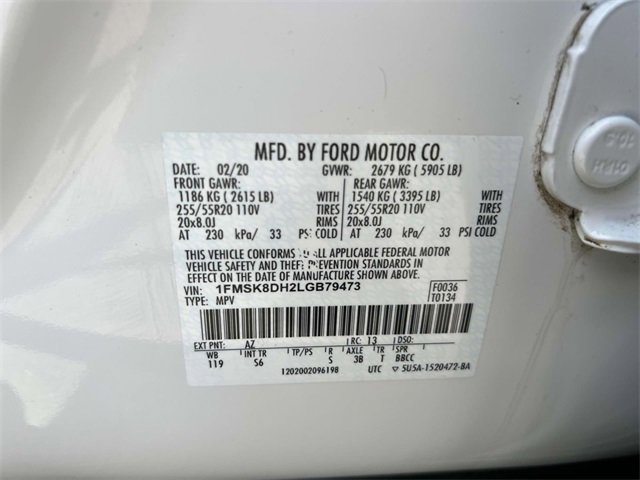 MFD. BY FORD MOTOR CO.
DATE: 02/20 GVWR: 2679 KG ( 5905 LB)
FRONT GAWR: REAR GAWR:
1186 KG ( 2615 LB) WITH 1540 KG ( 3395 LB) WITH
255/55R20 110V TIRES 255/55R20 110V TIRES
20x8.0J RIMS 20x8.0J RIMS
AT 230 kPa/ 33 PSI COLD AT 230 kPa/ 33 PSI COLD
THIS VEHICLE CONFORMS TO ALL APPLICABLE FEDERAL MOTOR
VEHICLE SAFETY AND THEFT PREVENTION STANDARDS IN
EFFECT ON THE DATE OF MANUFACTURE SHOWN ABOVE.
VIN: 1FMSK8DH2LGB79473 F0036
TYPE: MPV T0134
EXT PNT: AZ RC: 13 DSO:
WB INT TR TP/PS R AXLE TR SPR
119 S6 S 3B T BBCC
1202002096198 UTC 5U5A-1520472-BA